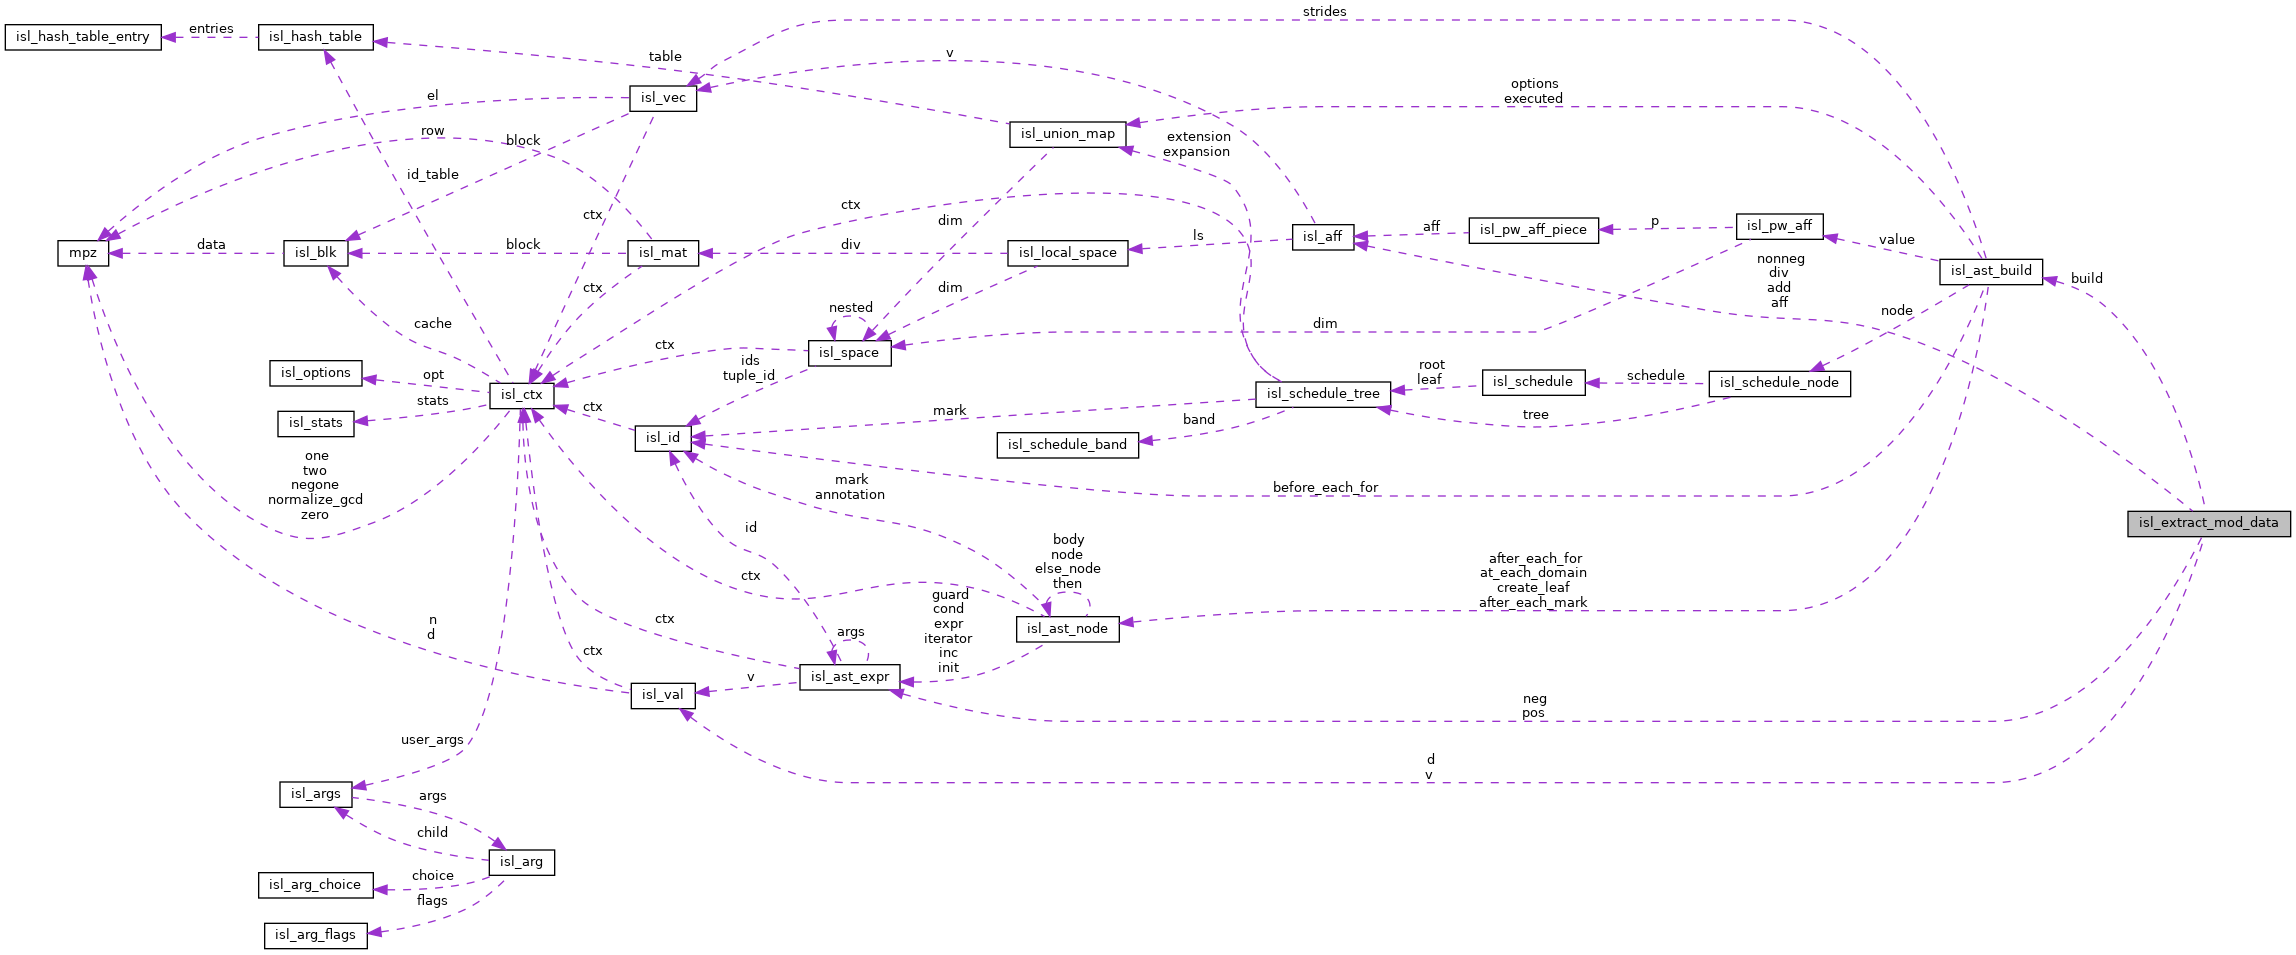 strides
isl_hash_table_entry
entries
isl_hash_table
table
v
isl_vec
el
options
executed
row
block
isl_union_map
extension
expansion
id_table
ctx
ctx
dim
isl_pw_aff
p
isl_pw_aff_piece
aff
isl_aff
ls
value
mpz
data
isl_blk
block
isl_mat
div
isl_local_space
nonneg
div
add
aff
isl_ast_build
build
ctx
dim
nested
node
cache
dim
ctx
isl_space
ids
tuple_id
isl_options
opt
root
leaf
isl_schedule
schedule
isl_schedule_node
isl_ctx
stats
ctx
isl_schedule_tree
mark
tree
isl_stats
isl_id
band
isl_schedule_band
one
two
negone
normalize_gcd
zero
mark
annotation
before_each_for
isl_extract_mod_data
id
body
node
else_node
then
after_each_for
at_each_domain
create_leaf
after_each_mark
ctx
guard
cond
expr
iterator
inc
init
isl_ast_node
n
d
ctx
args
ctx
isl_ast_expr
v
isl_val
neg
pos
user_args
d
v
isl_args
args
child
isl_arg
choice
isl_arg_choice
flags
isl_arg_flags